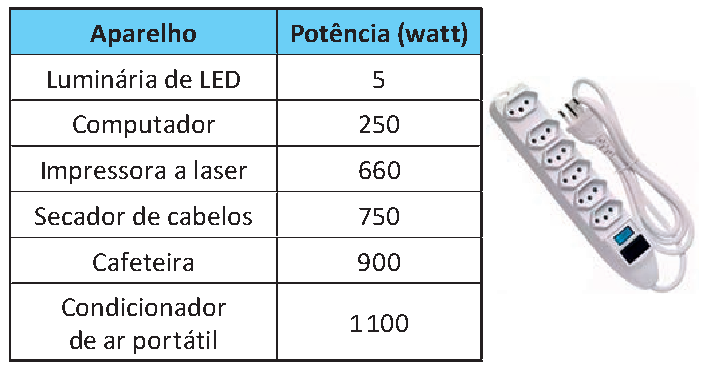 Aparelho Potência (watt)
Luminária de LED 5
Computador 250
Impressora a laser 660
Secador de cabelos 750
Cafeteira 900
Condicionador
de ar portátil 1100